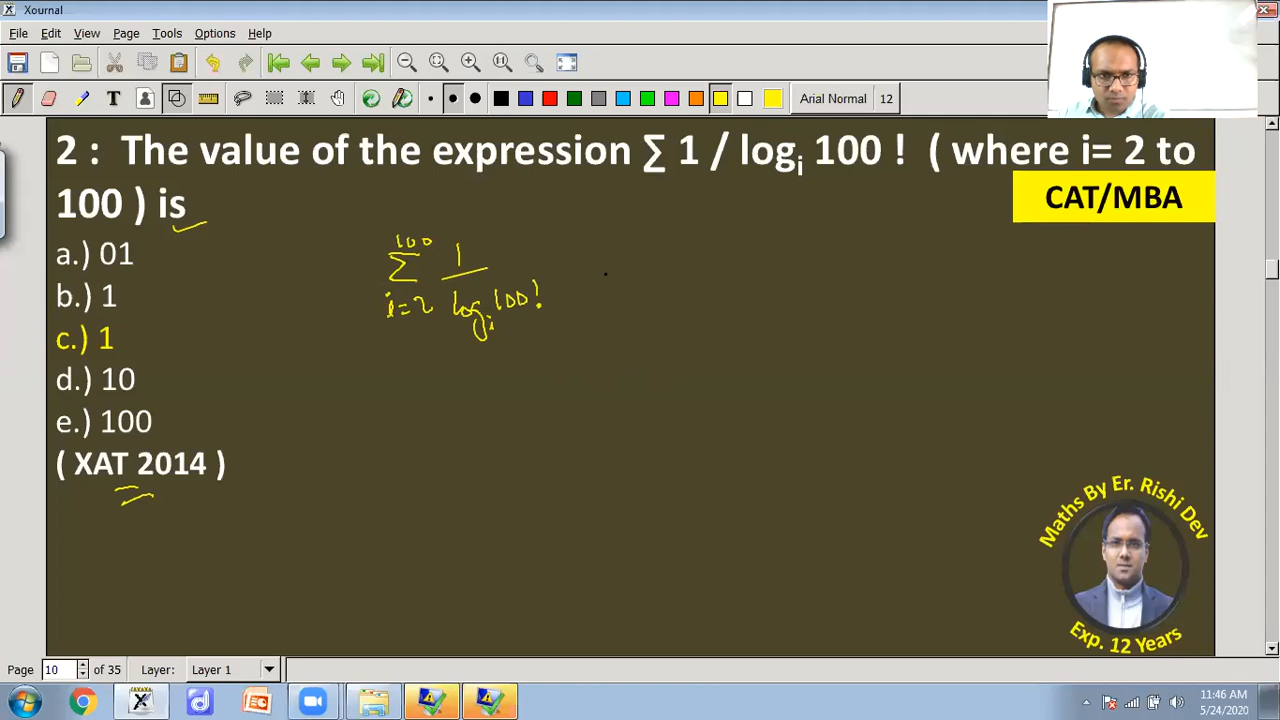 Xournal
File Edit View Page Tools Options Help
Arial Normal 12
2 : The value of the expression ∑ 1 / logi 100 ! ( where i= 2 to
100 ) is
CAT/MBA
a.) 01
b.) 1
c.) 1
d.) 10
e.) 100
( XAT 2014 )
100
∑ 1
i=2 logi 100!
Maths By Er. Rishi Dev
Exp. 12 Years
Page 10 of 35 Layer: Layer 1
11:46 AM
5/24/2020